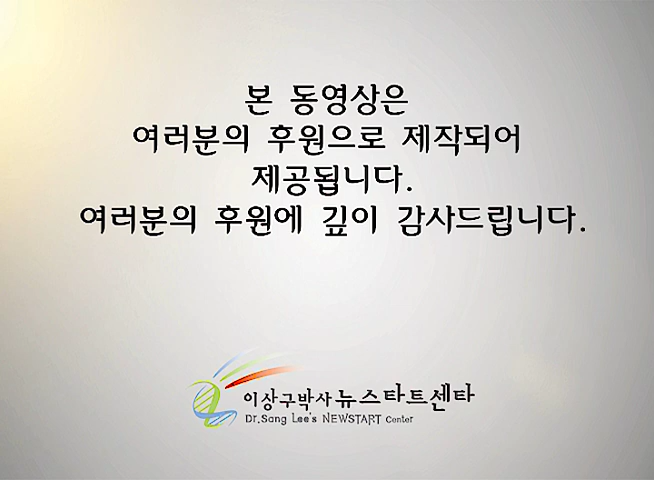 본 동영상은
여러분의 후원으로 제작되어
제공됩니다.
여러분의 후원에 깊이 감사드립니다.
이상구박사 뉴스타트센타
Dr.Sang Lee's NEWSTART Center